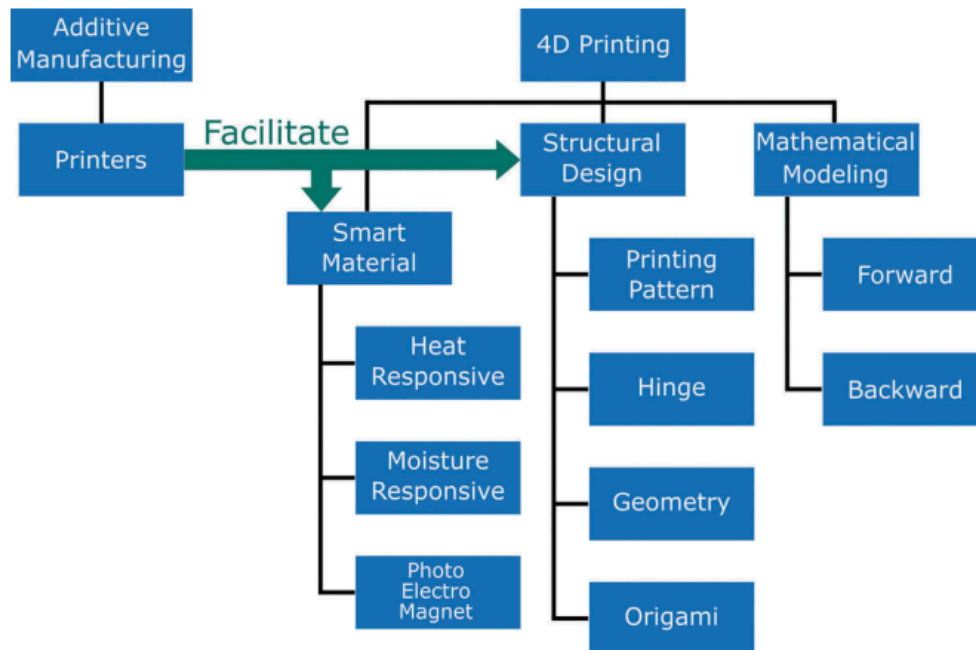 Additive
Manufacturing
4D Printing
Printers
Facilitate
Structural
Design
Mathematical
Modeling
Smart
Material
Printing
Pattern
Forward
Heat
Responsive
Hinge
Backward
Moisture
Responsive
Geometry
Photo
Electro
Magnet
Origami